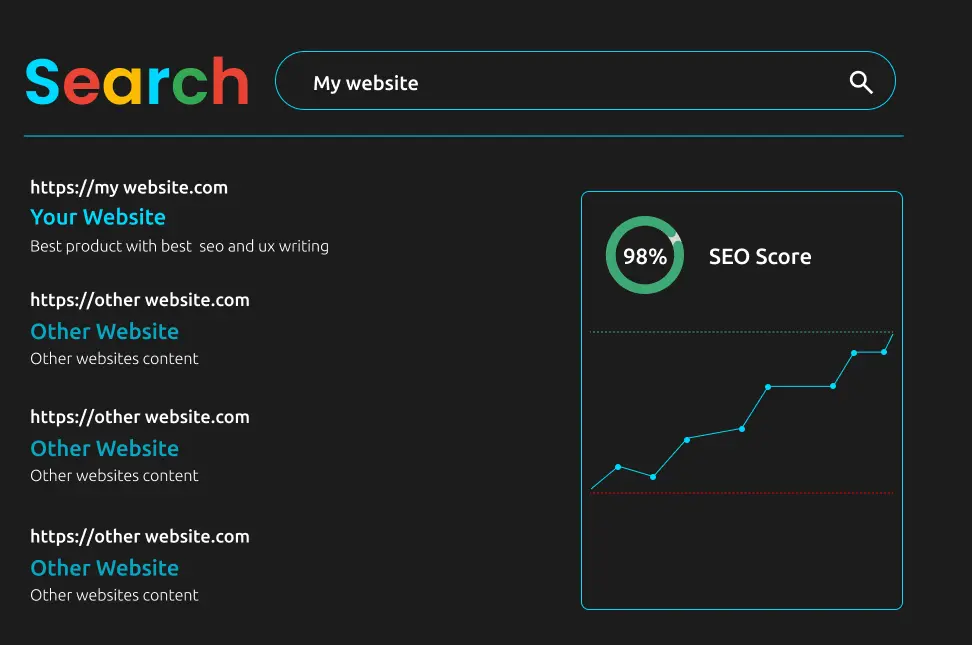 Search
My website
https://my website.com
Your Website
Best product with best seo and ux writing
https://other website.com
Other Website
Other websites content
https://other website.com
Other Website
Other websites content
https://other website.com
Other Website
Other websites content
98%
SEO Score